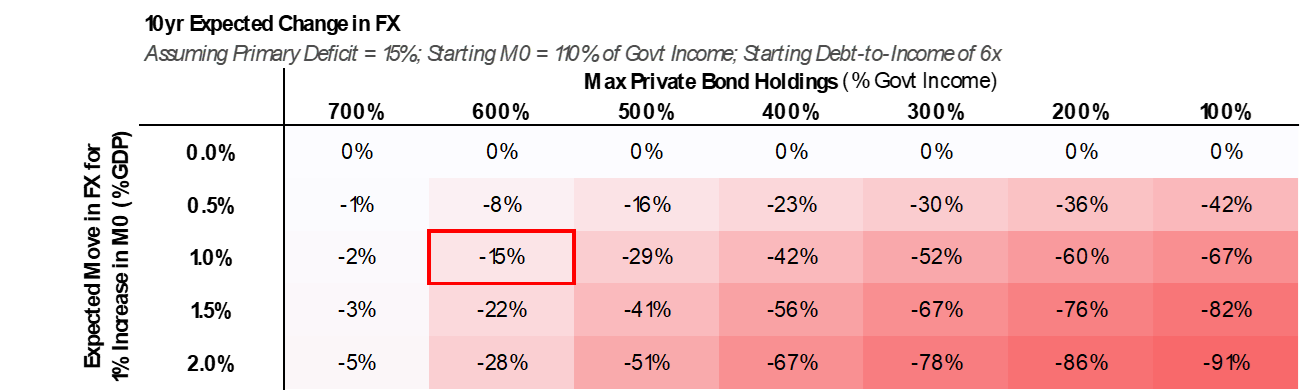 10yr Expected Change in FX
Assuming Primary Deficit = 15%; Starting M0 = 110% of Govt Income; Starting Debt-to-Income of 6x
Max Private Bond Holdings (% Govt Income)
700% 600% 500% 400% 300% 200% 100%
Expected Move in FX for
1% Increase in M0 (%GDP)
0.0% 0% 0% 0% 0% 0% 0% 0%
0.5% -1% -8% -16% -23% -30% -36% -42%
1.0% -2% -15% -29% -42% -52% -60% -67%
1.5% -3% -22% -41% -56% -67% -76% -82%
2.0% -5% -28% -51% -67% -78% -86% -91%